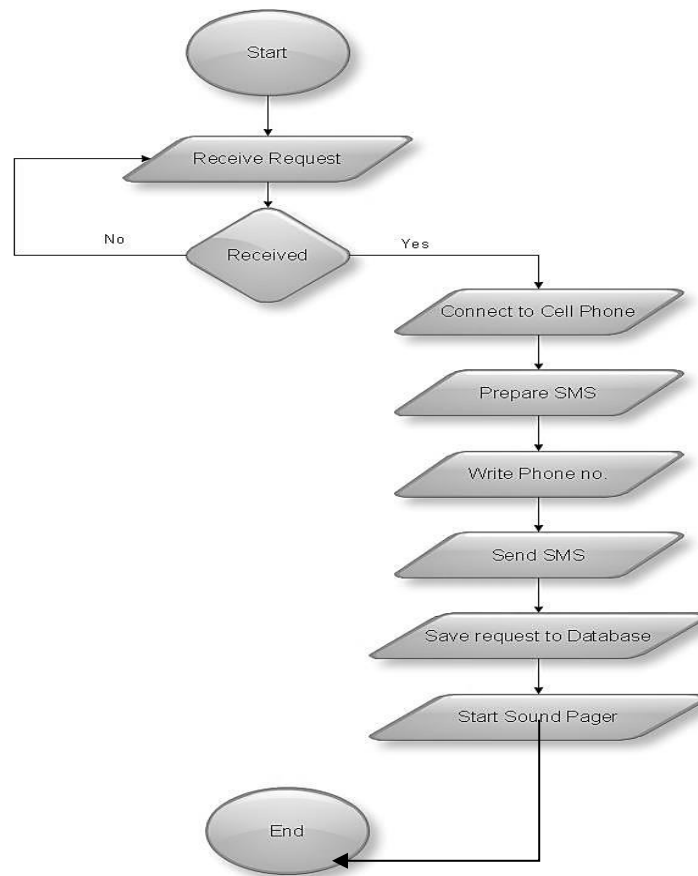 Start
Receive Request
Received
No
Yes
Connect to Cell Phone
Prepare SMS
Write Phone no.
Send SMS
Save request to Database
Start Sound Pager
End